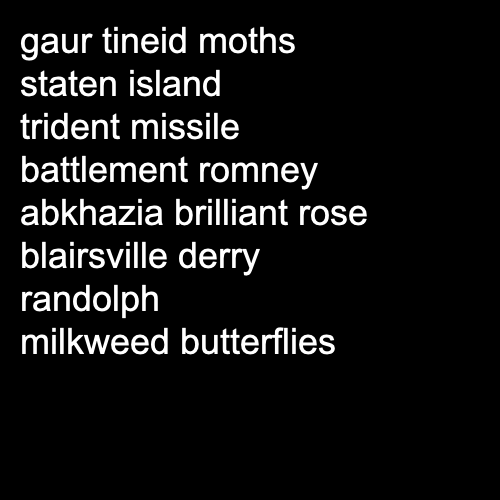 gaur tineid moths
staten island
trident missile
battlement romney
abkhazia brilliant rose
blairsville derry
randolph
milkweed butterflies